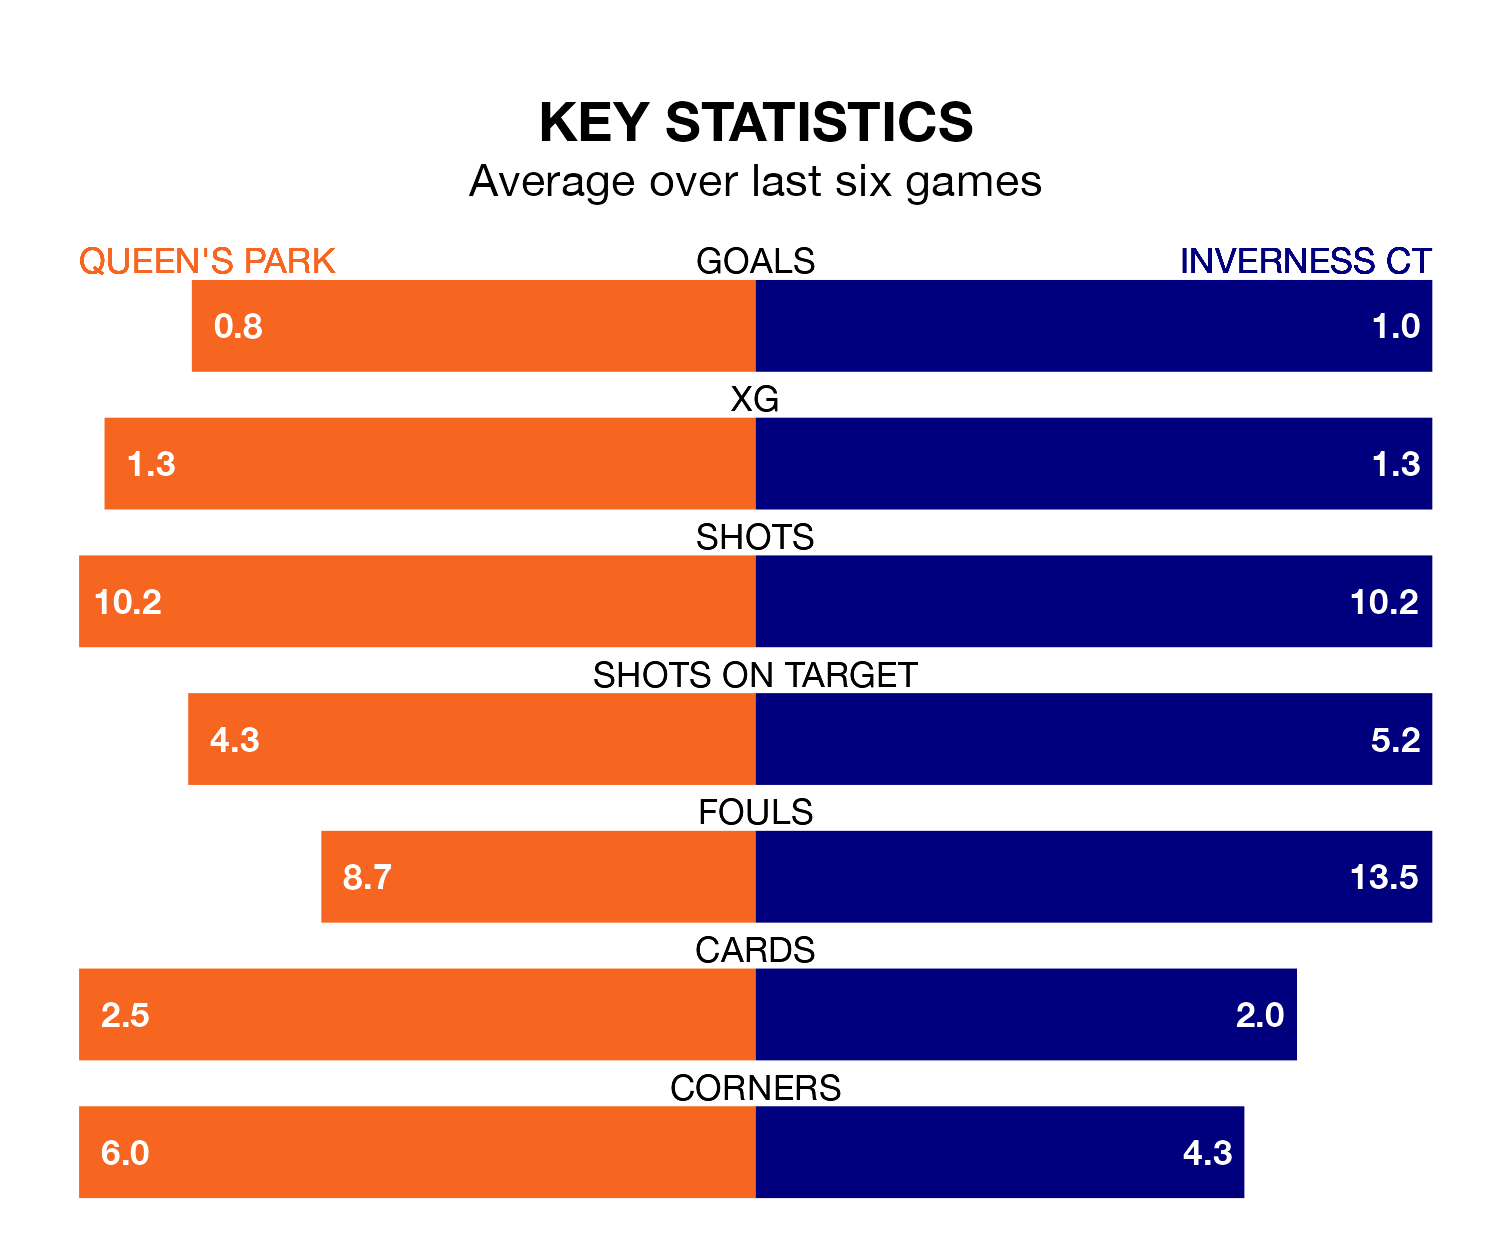 KEY STATISTICS
Average over last six games
QUEEN'S PARK GOALS INVERNESS CT
0.8 1.0
XG
1.3 1.3
SHOTS
10.2 10.2
SHOTS ON TARGET
4.3 5.2
FOULS
8.7 13.5
CARDS
2.5 2.0
CORNERS
6.0 4.3